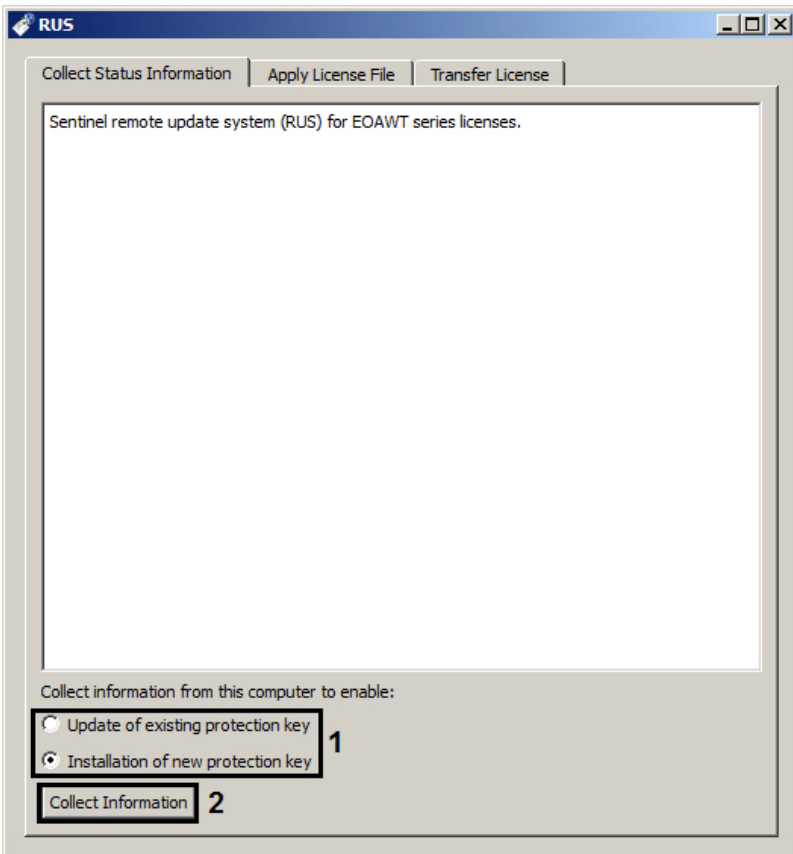 RUS
Collect Status Information Apply License File Transfer License
Sentinel remote update system (RUS) for EOAWT series licenses.
Collect information from this computer to enable:
Update of existing protection key
1
Installation of new protection key
Collect Information 2